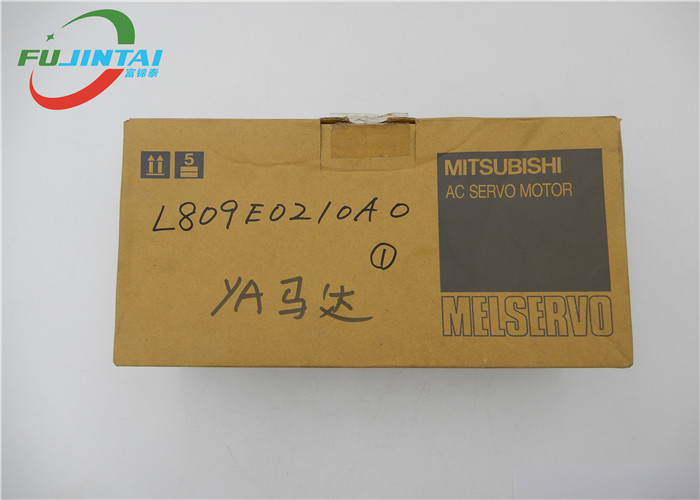 FUJINTAI
富锦泰
5
MITSUBISHI
AC SERVO MOTOR
L809E0210A0
①
YA马达
MELSERVO